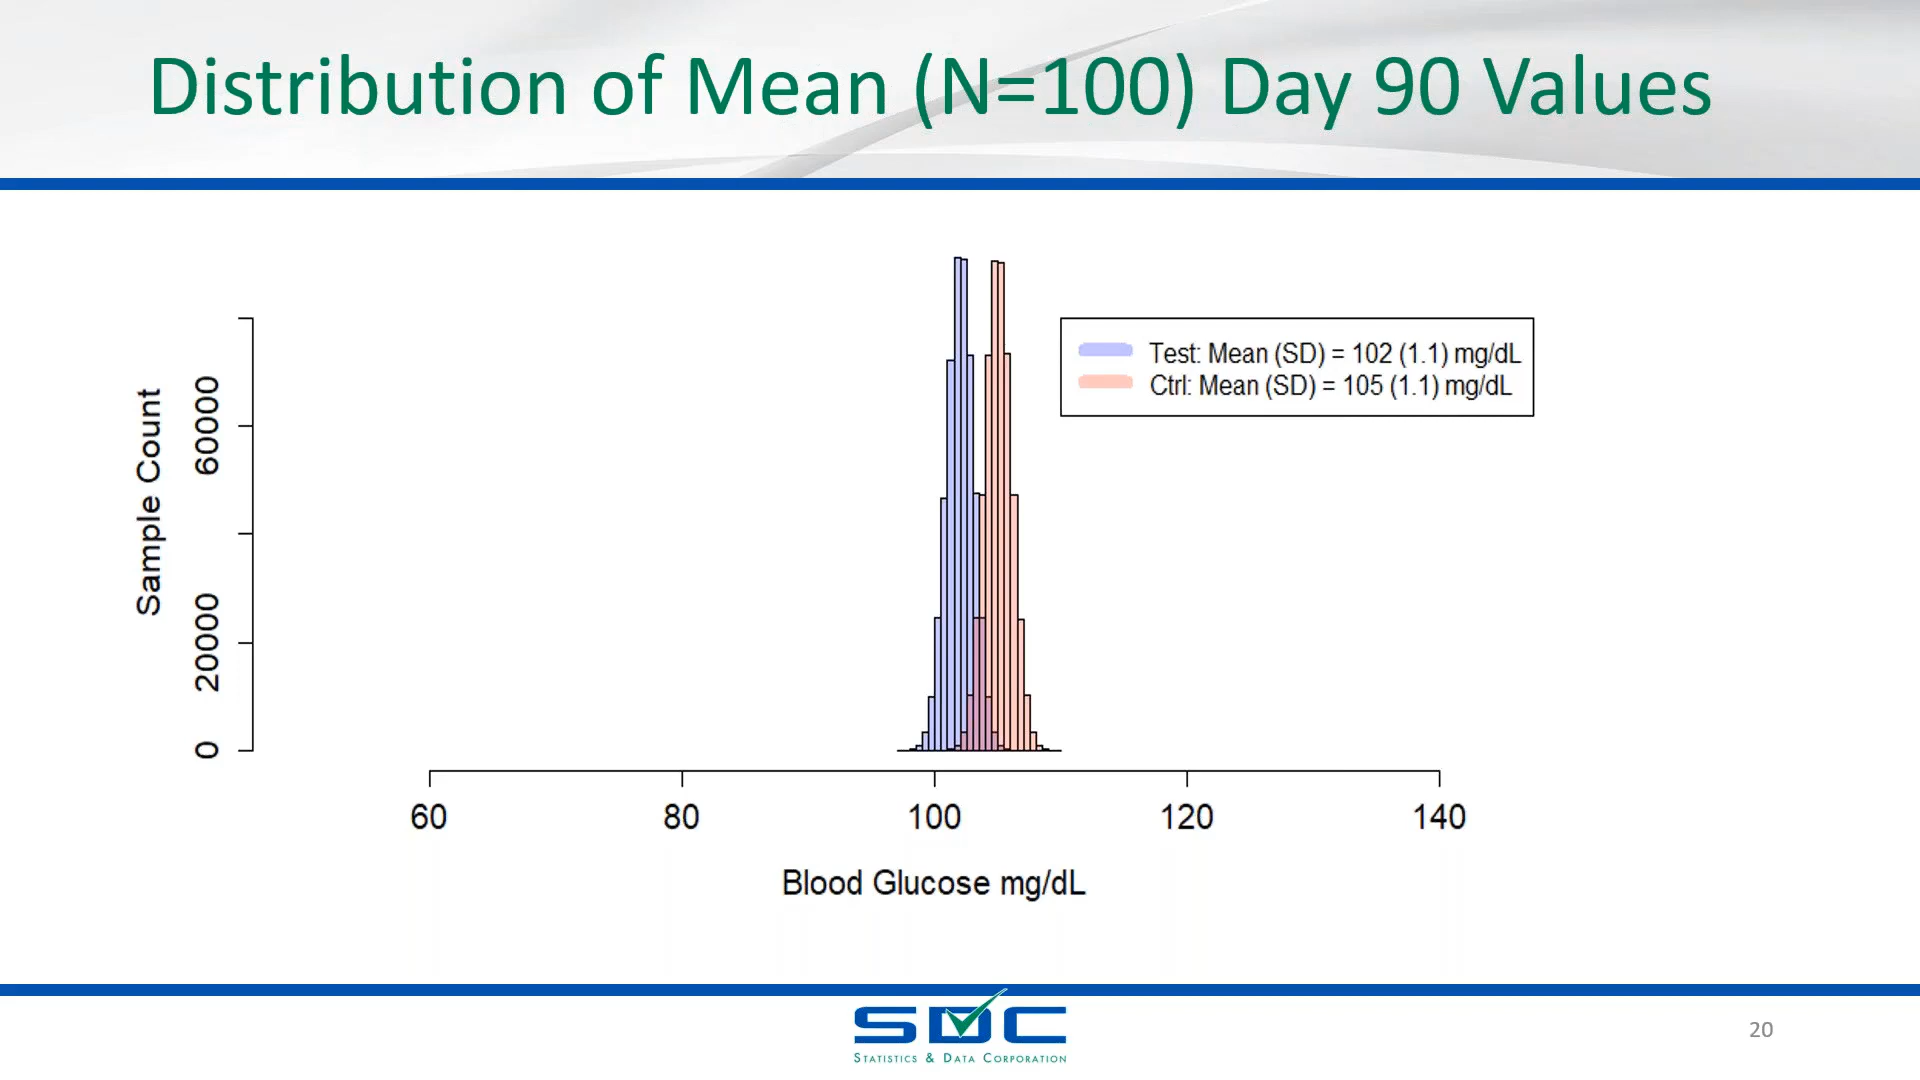 Distribution of Mean (N=100) Day 90 Values
Test: Mean (SD) = 102 (1.1) mg/dL
Ctrl: Mean (SD) = 105 (1.1) mg/dL
Sample Count
60000
20000
0
60 80 100 120 140
Blood Glucose mg/dL
SDC
Statistics & Data Corporation
20